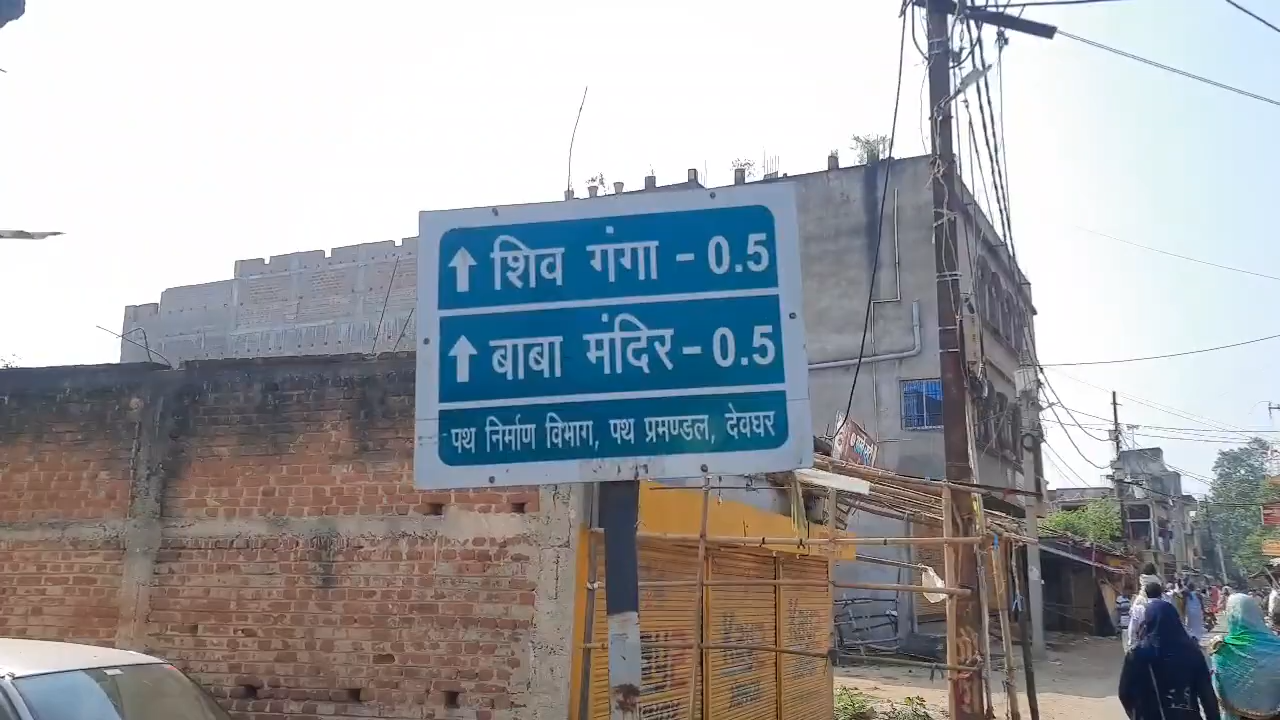 ↑ शिव गंगा - 0.5
↑ बाबा मंदिर - 0.5
पथ निर्माण विभाग, पथ प्रमण्डल, देवघर